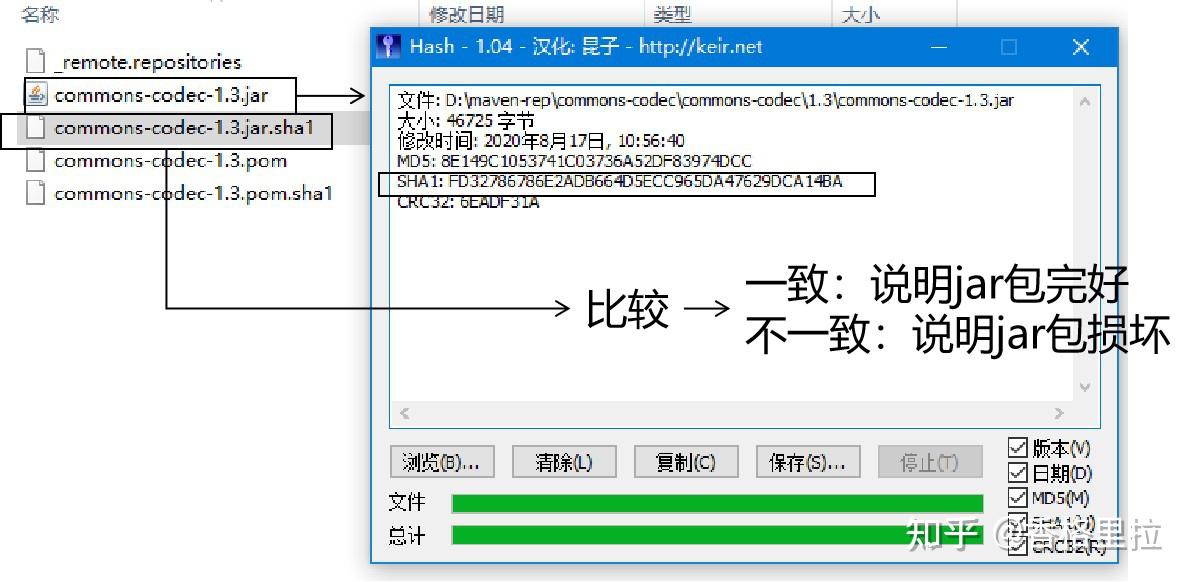 名称 修改日期 类型 大小
_remote.repositories
commons-codec-1.3.jar
commons-codec-1.3.jar.sha1
commons-codec-1.3.pom
commons-codec-1.3.pom.sha1
Hash - 1.04 - 汉化: 昆子 - http://keir.net
文件: D:\maven-rep\commons-codec\commons-codec\1.3\commons-codec-1.3.jar
大小: 46725 字节
修改时间: 2020年8月17日, 10:56:40
MD5: 8E149C1053741C03736A52DF83974DCC
SHA1: FD32786786E2ADB664D5ECC965DA47629DCA14BA
CRC32: 6EADF31A
比较
一致：说明jar包完好
不一致：说明jar包损坏
浏览(B)... 清除(L) 复制(C) 保存(S)... 停止(T)
版本(V)
日期(D)
MD5(M)
SHA1(H)
CRC32(R)
文件
总计
知乎 @香格里拉